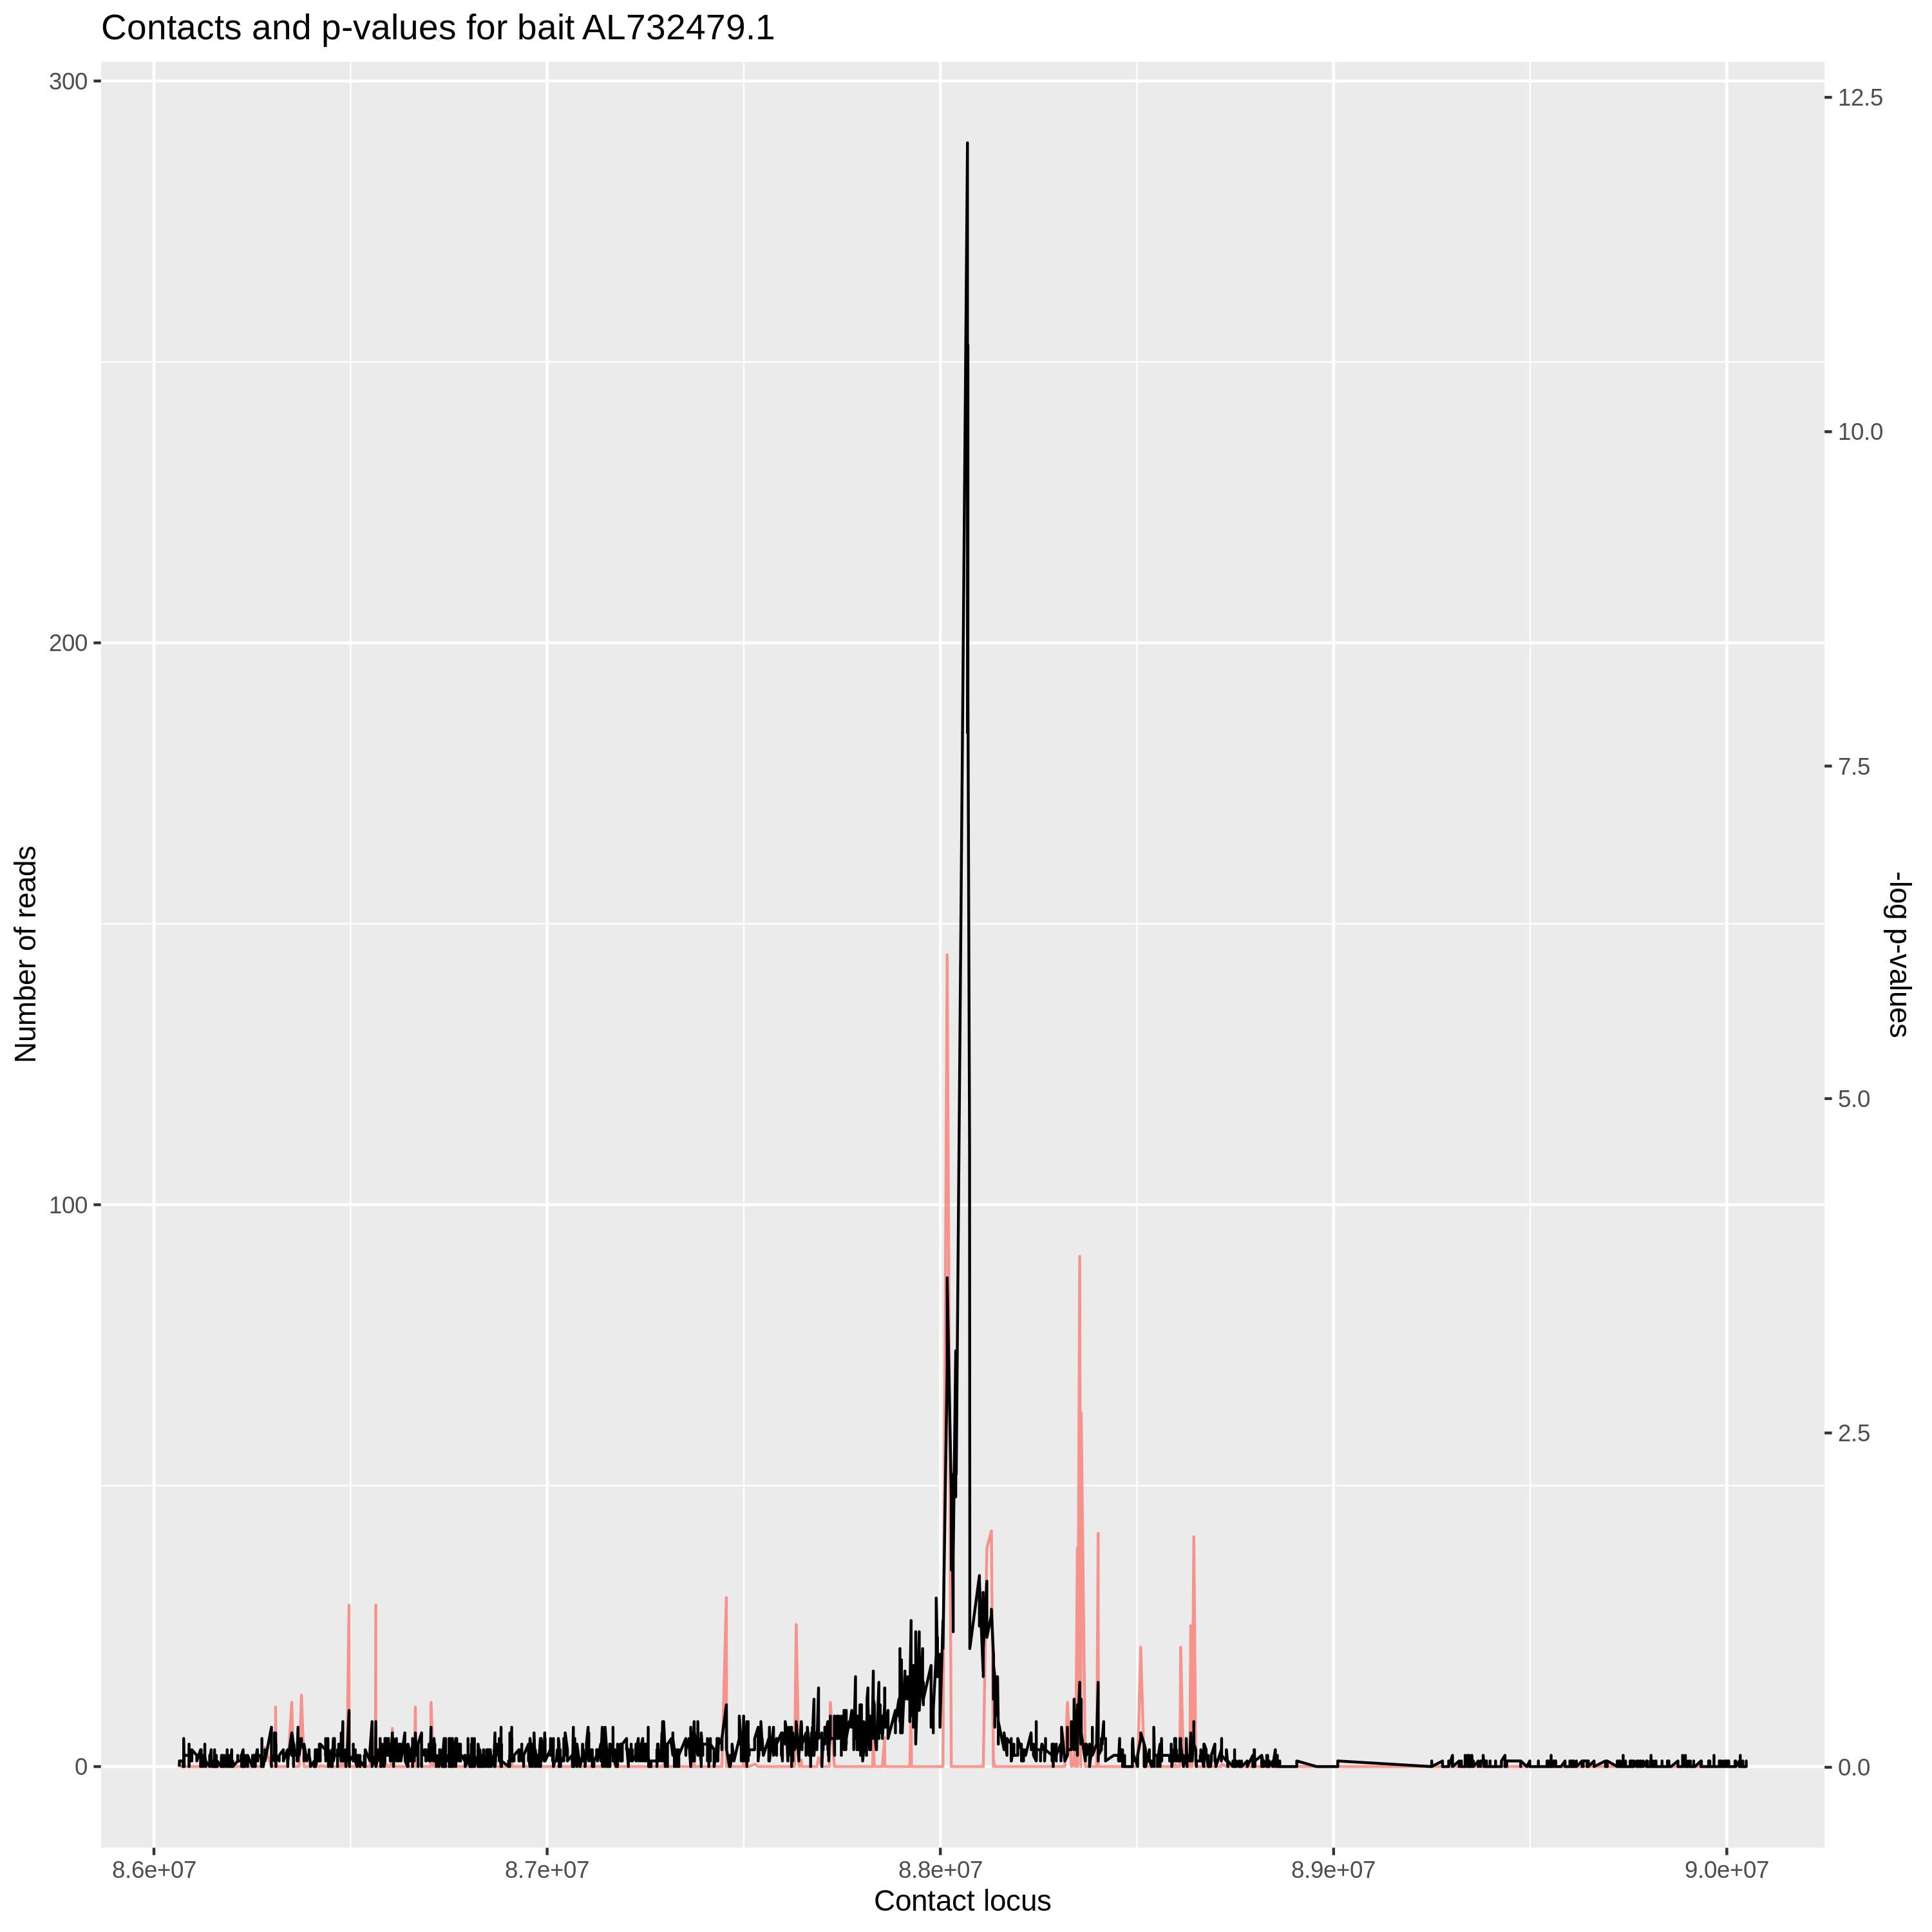 Contacts and p-values for bait AL732479.1
300
200
100
0
Number of reads
12.5
10.0
7.5
5.0
2.5
0.0
-log p-values
8.6e+07
8.7e+07
8.8e+07
8.9e+07
9.0e+07
Contact locus